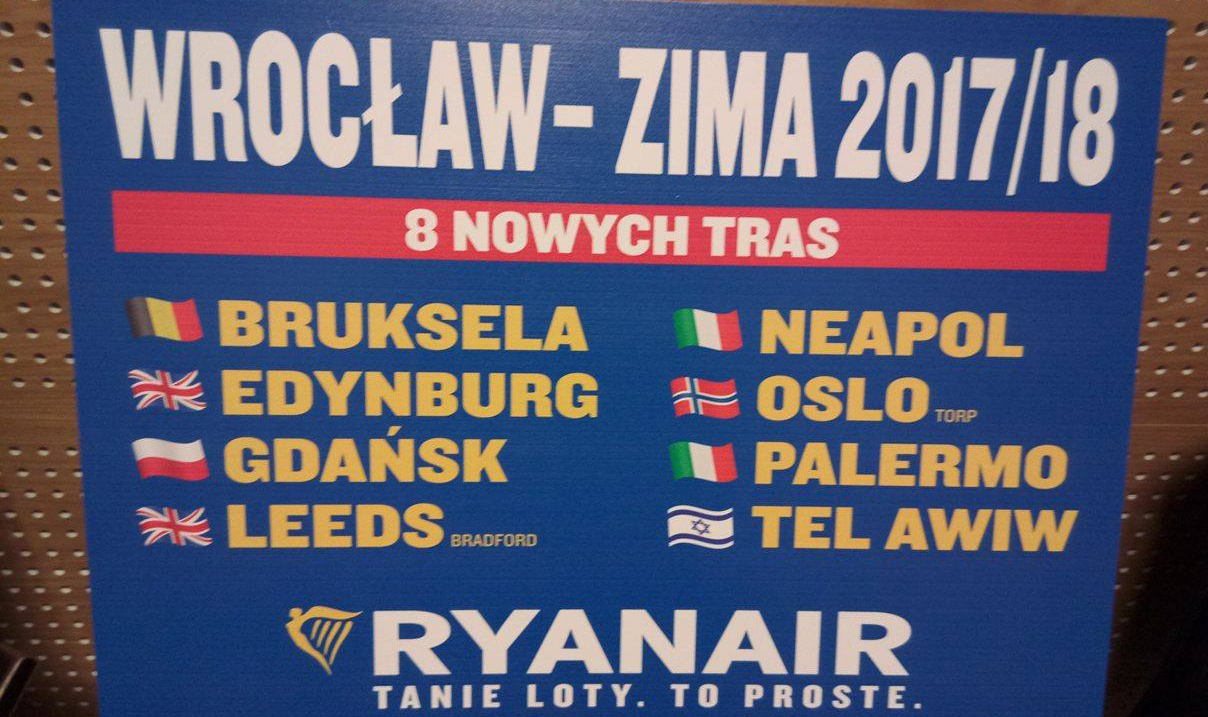 WROCŁAW- ZIMA 2017/18
8 NOWYCH TRAS
BRUKSELA
EDYNBURG
GDAŃSK
LEEDS BRADFORD
NEAPOL
OSLO TORP
PALERMO
TEL AWIW
RYANAIR
TANIE LOTY. TO PROSTE.